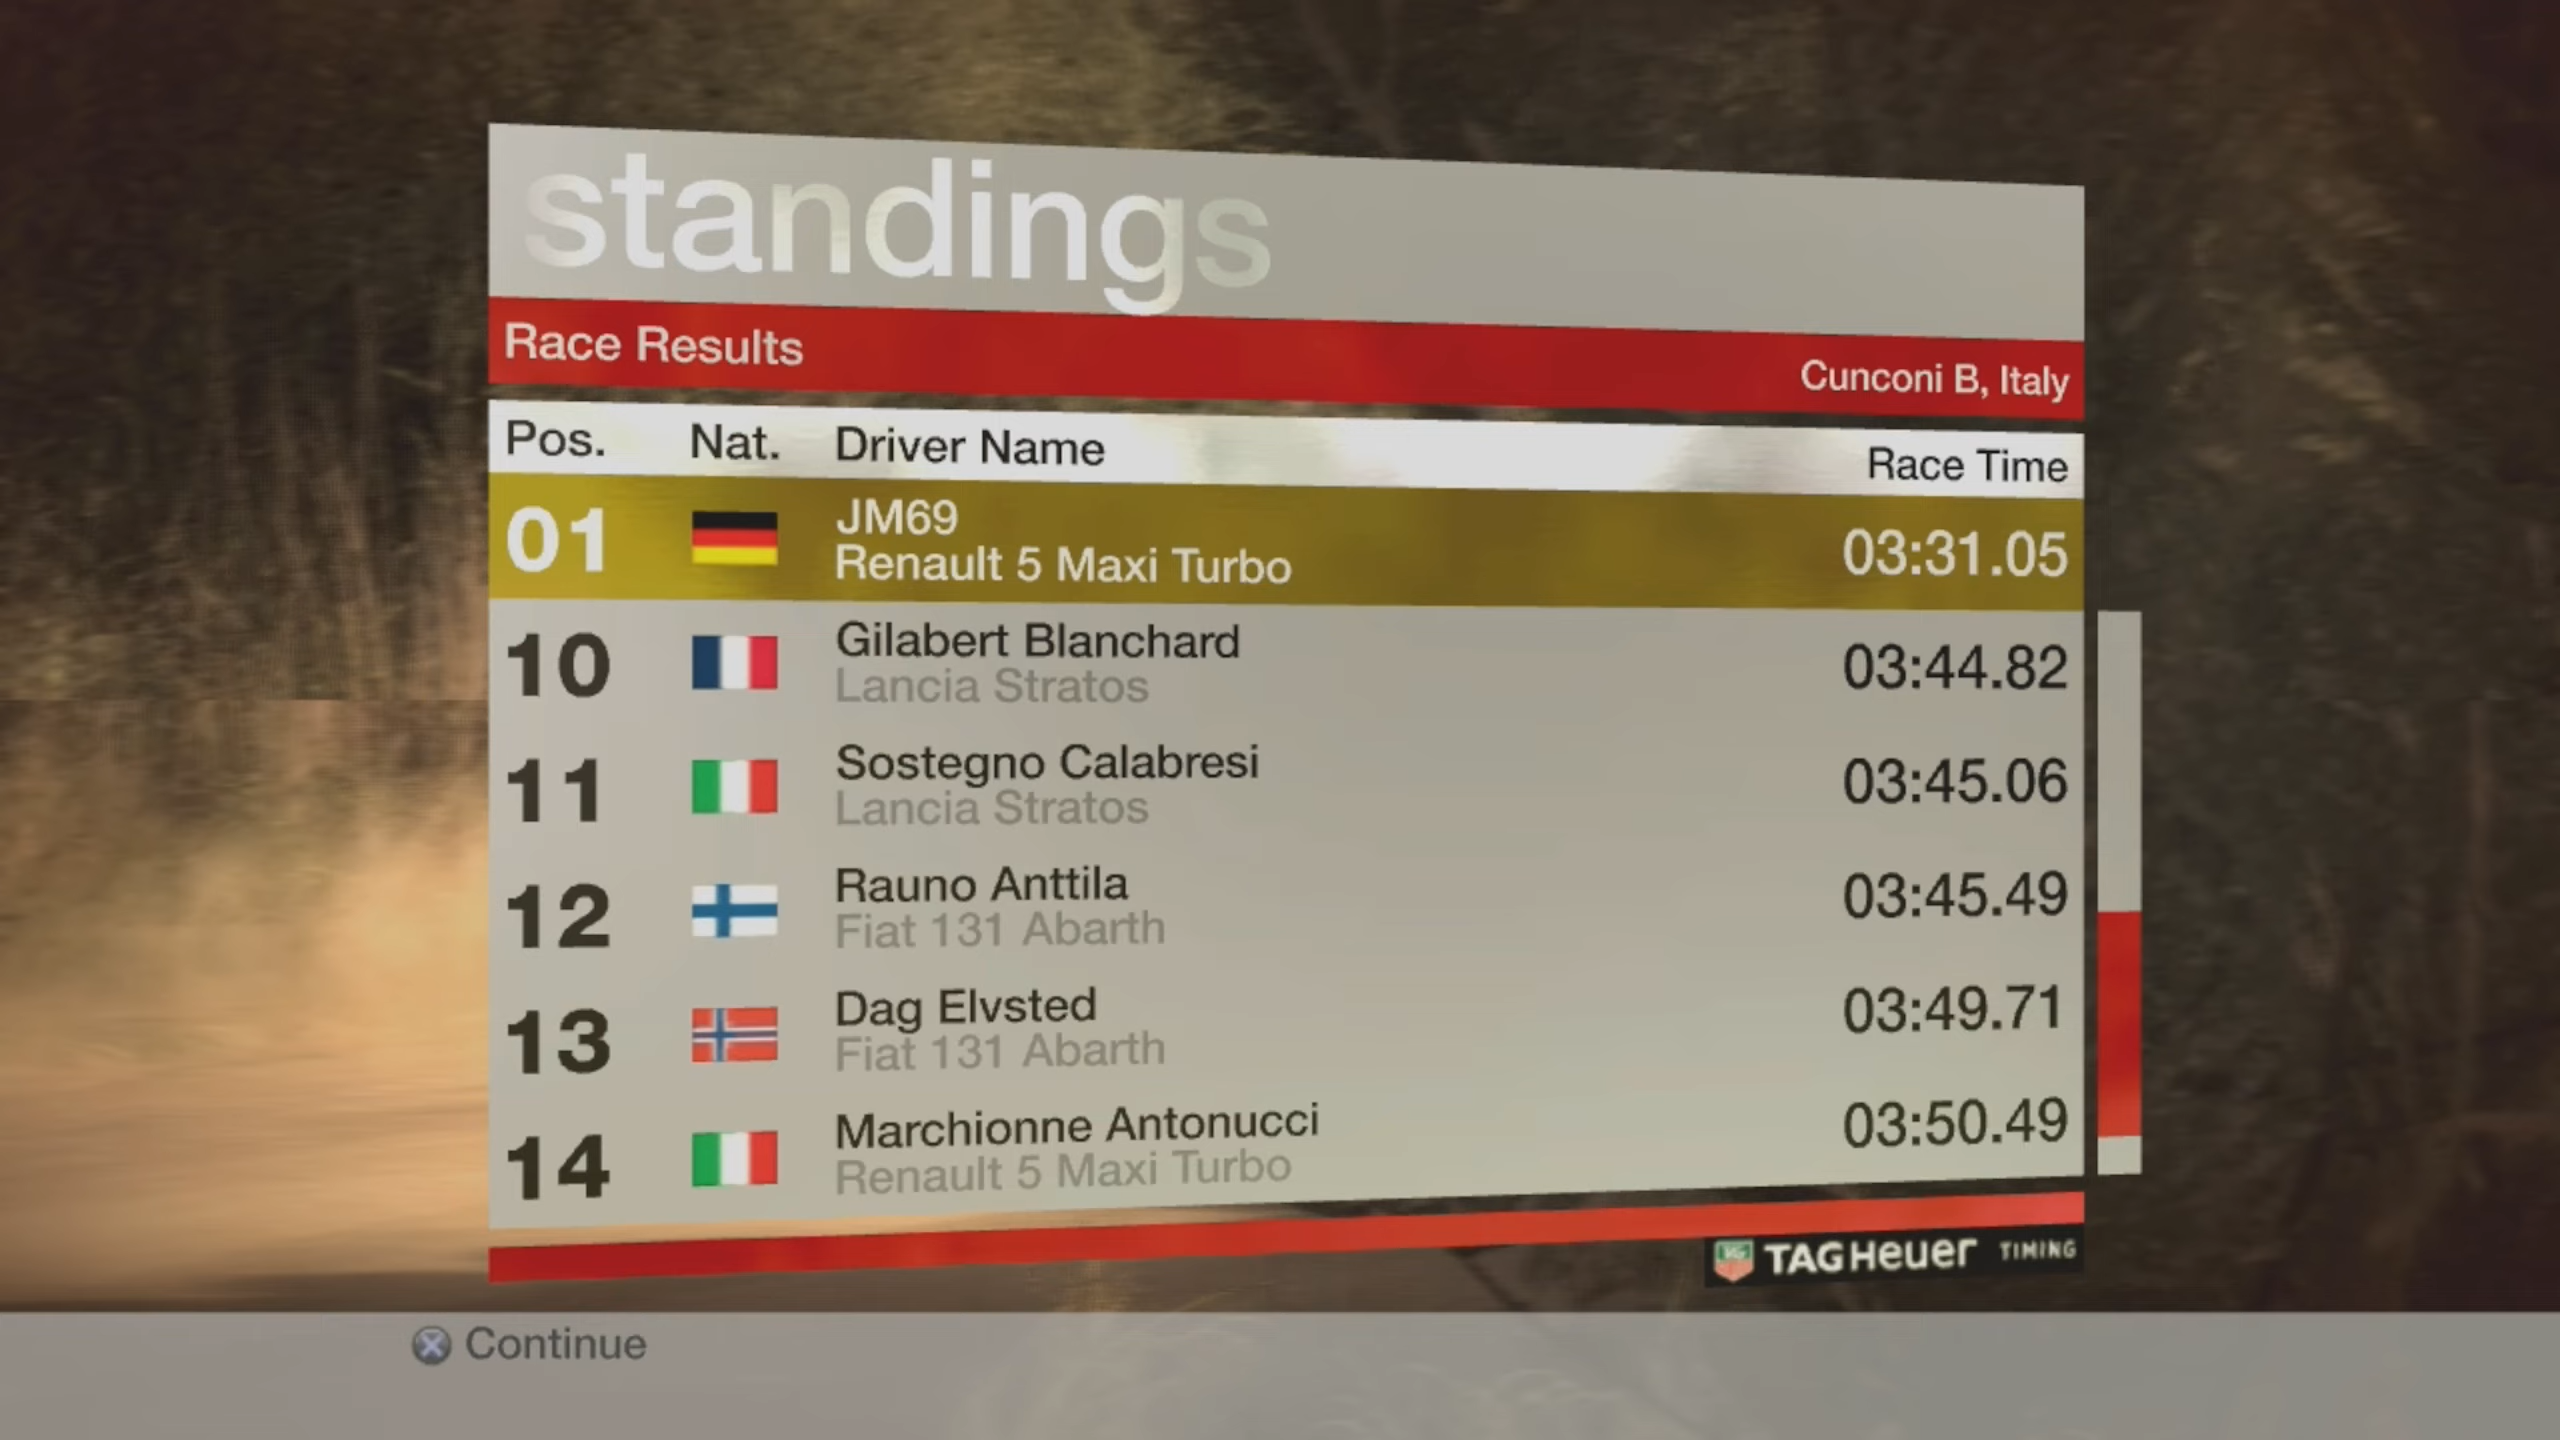 standings
Race Results
Cunconi B, Italy
Pos. Nat. Driver Name Race Time
01 JM69 03:31.05
Renault 5 Maxi Turbo
10 Gilabert Blanchard 03:44.82
Lancia Stratos
11 Sostegno Calabresi 03:45.06
Lancia Stratos
12 Rauno Anttila 03:45.49
Fiat 131 Abarth
13 Dag Elvsted 03:49.71
Fiat 131 Abarth
14 Marchionne Antonucci 03:50.49
Renault 5 Maxi Turbo
TAGHeuer TIMING
Continue